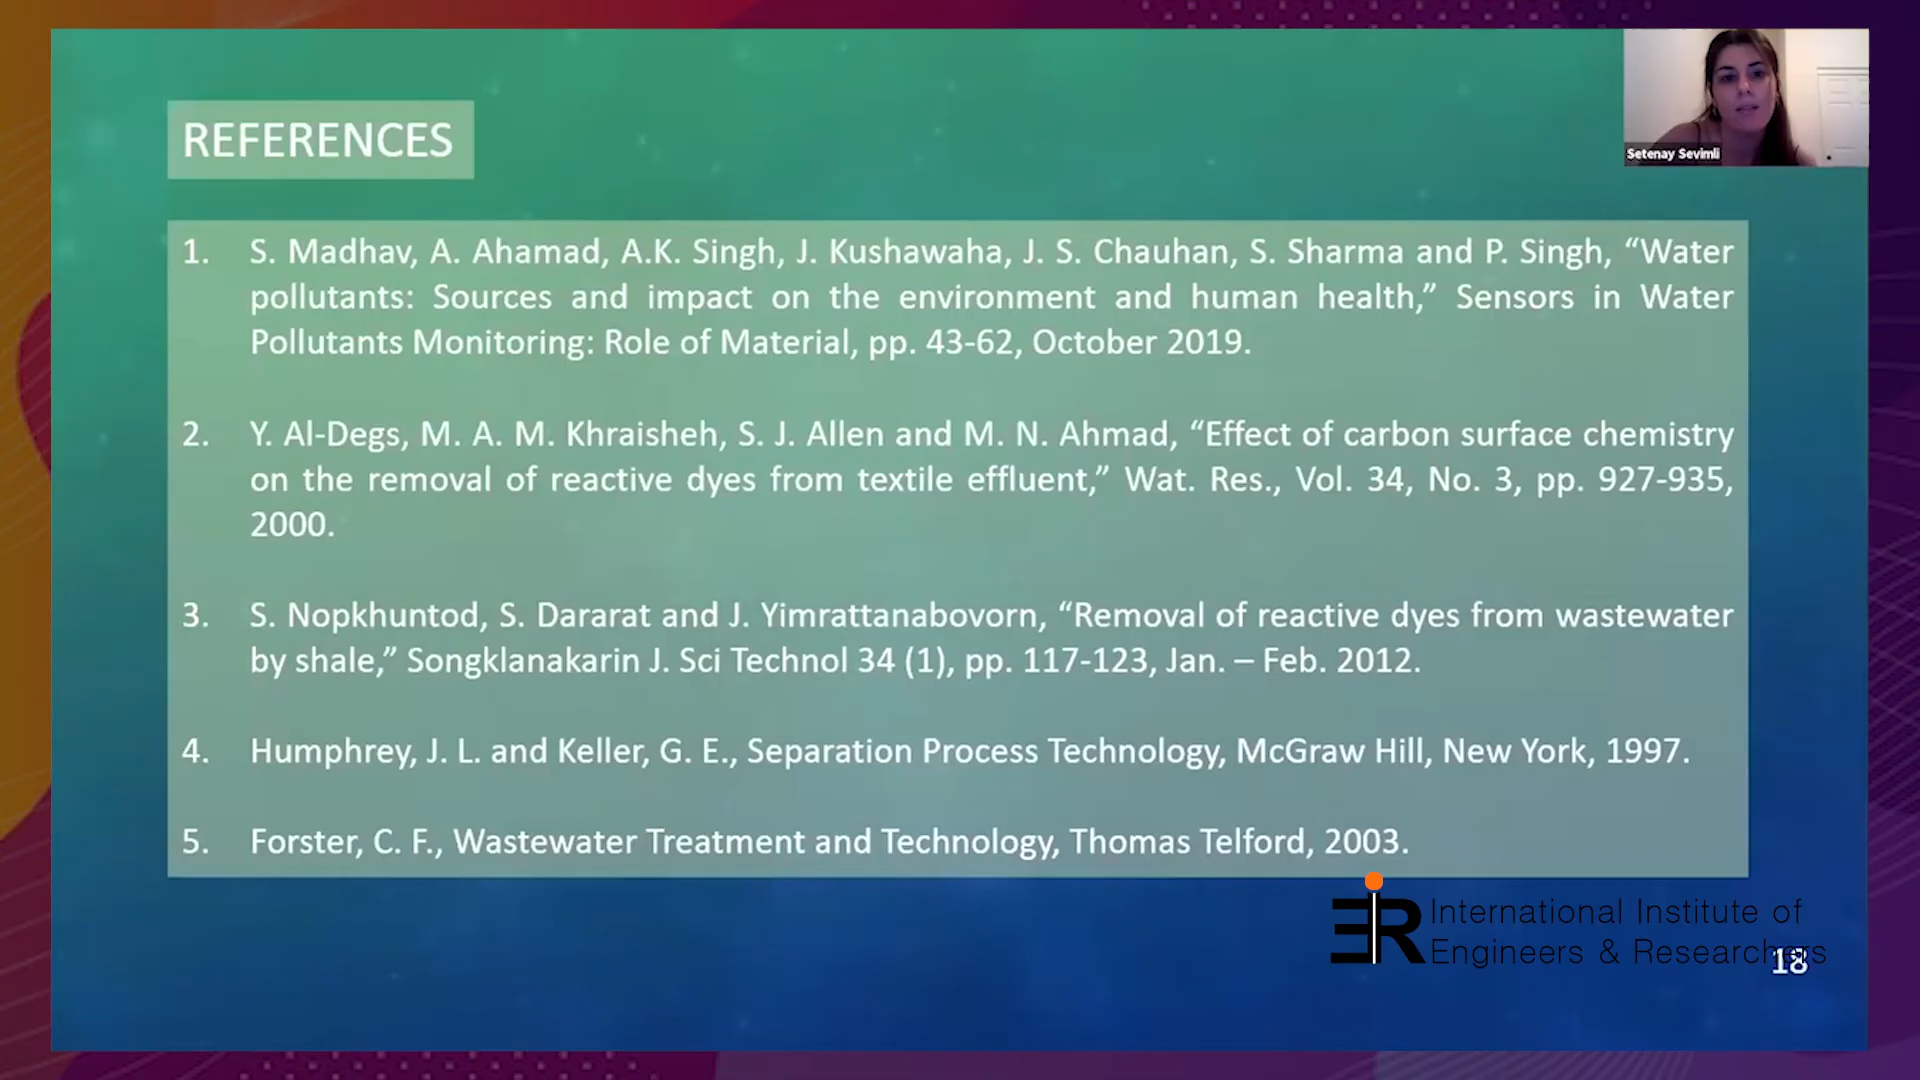 REFERENCES
Setenay Sevimli
1. S. Madhav, A. Ahamad, A.K. Singh, J. Kushawaha, J. S. Chauhan, S. Sharma and P. Singh, “Water
pollutants: Sources and impact on the environment and human health,” Sensors in Water
Pollutants Monitoring: Role of Material, pp. 43-62, October 2019.
2. Y. Al-Degs, M. A. M. Khraisheh, S. J. Allen and M. N. Ahmad, “Effect of carbon surface chemistry
on the removal of reactive dyes from textile effluent,” Wat. Res., Vol. 34, No. 3, pp. 927-935,
2000.
3. S. Nopkhuntod, S. Dararat and J. Yimrattanabovorn, “Removal of reactive dyes from wastewater
by shale,” Songklanakarin J. Sci Technol 34 (1), pp. 117-123, Jan. – Feb. 2012.
4. Humphrey, J. L. and Keller, G. E., Separation Process Technology, McGraw Hill, New York, 1997.
5. Forster, C. F., Wastewater Treatment and Technology, Thomas Telford, 2003.
International Institute of
Engineers & Researchers
18